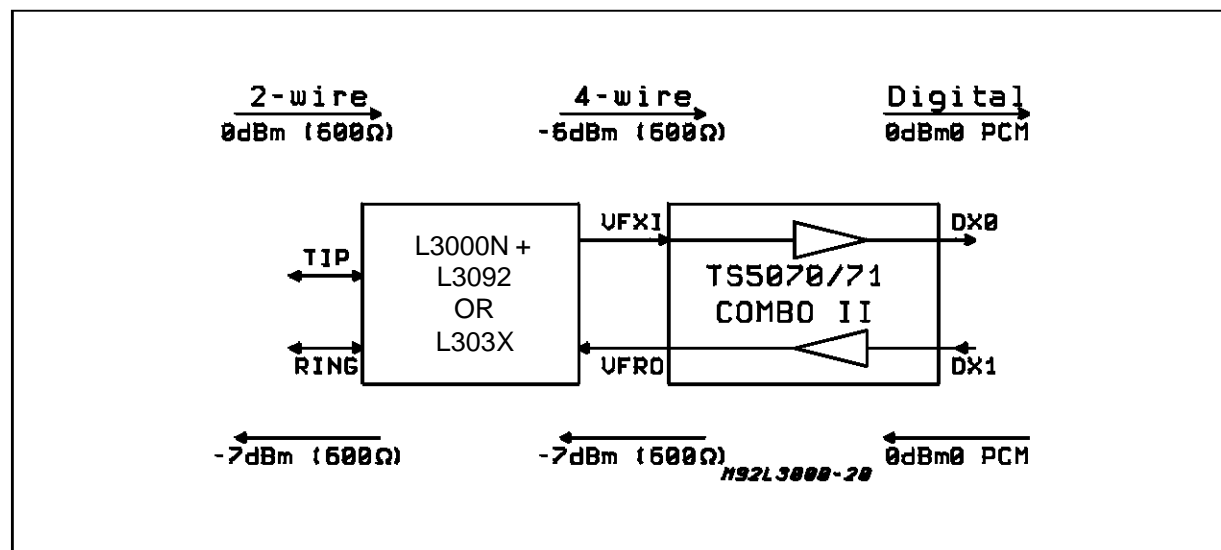 2-wire 4-wire Digital
0dBm (600Ω) -6dBm (600Ω) 0dBm0 PCM
VFXI DX0
TIP
L3000N +
L3092
OR
L303X
TS5070/71
COMBO II
RING VFRO DX1
-7dBm (600Ω) -7dBm (600Ω) 0dBm0 PCM
M92L3000-20